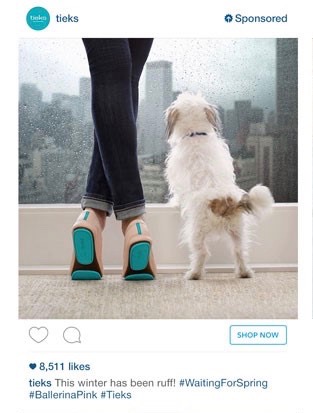 tieks
tieks
Sponsored
SHOP NOW
8,511 likes
tieks This winter has been ruff! #WaitingForSpring
#BallerinaPink #Tieks